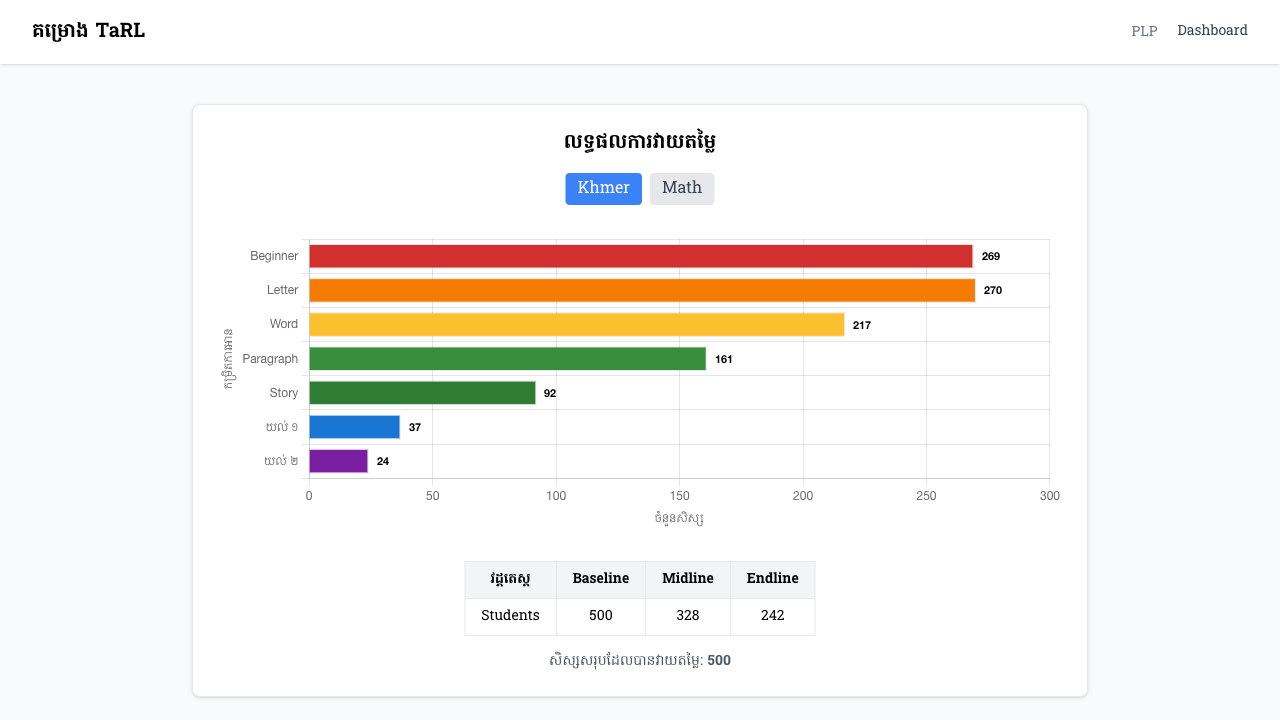 គម្រោង TaRL
PLP
Dashboard
លទ្ធផលការវាយតម្លៃ
Khmer
Math
Beginner
269
Letter
270
Word
217
Paragraph
161
Story
92
យល់ ១
37
យល់ ២
24
កម្រិតការអាន
0
50
100
150
200
250
300
ចំនួនសិស្ស
វដ្តតេស្ត
Baseline
Midline
Endline
Students
500
328
242
សិស្សសរុបដែលបានវាយតម្លៃ: 500